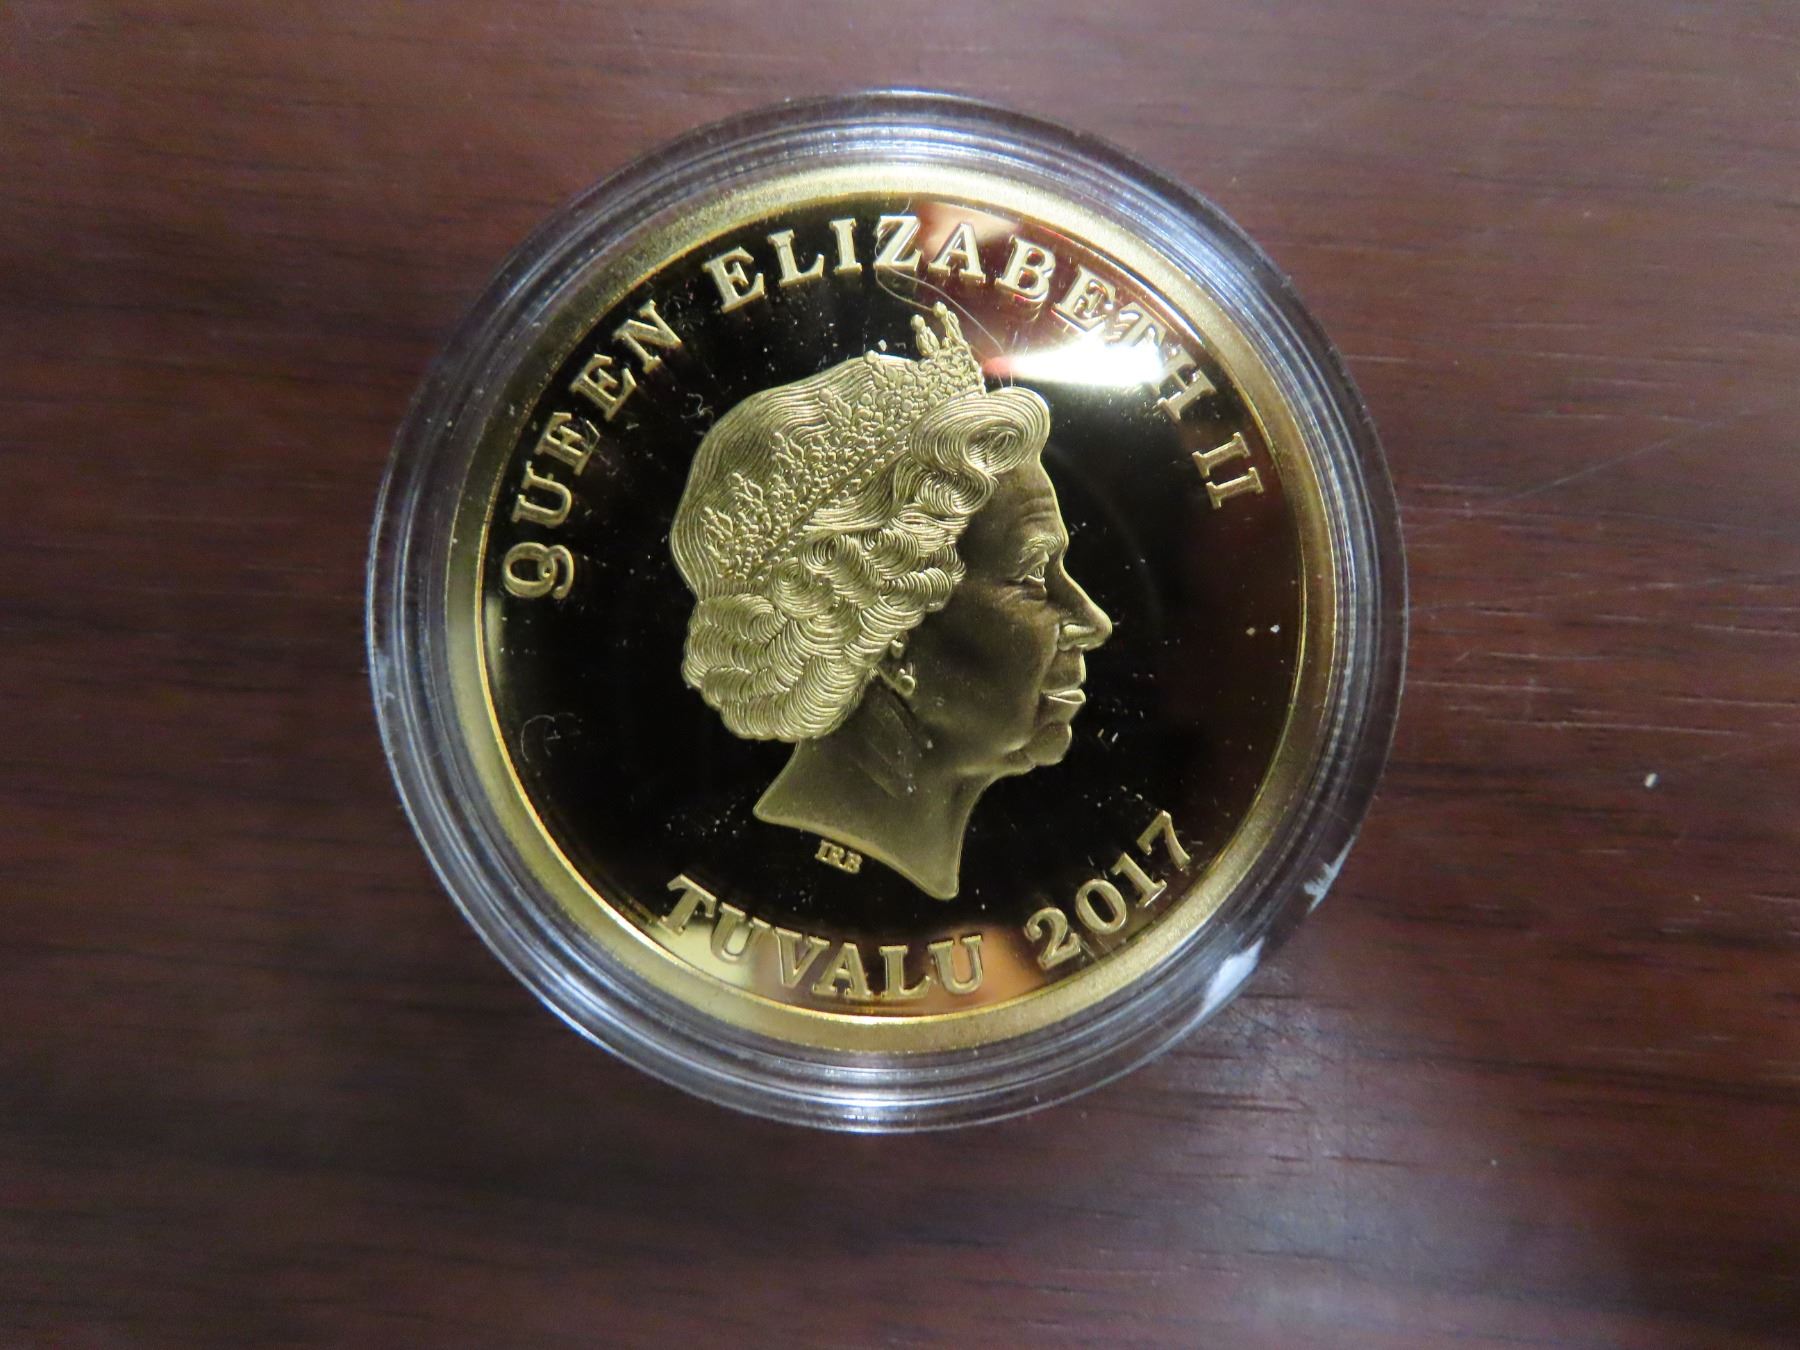 QUEEN ELIZABETH II
IRB
TUVALU 2017